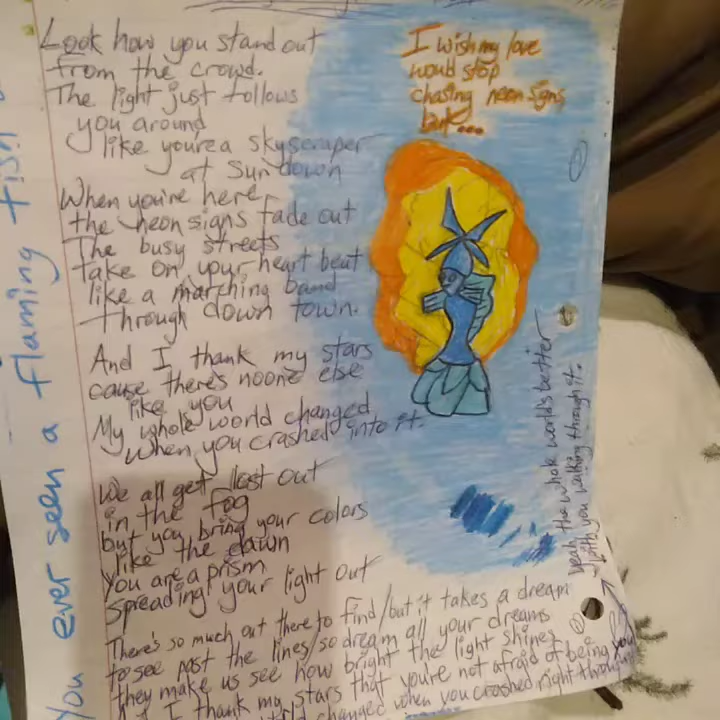 Look how you stand out
from the crowd.
The light just follows
you around
like you're a skyscraper
at Sundown
When you're here,
the neon signs fade out
The busy streets
take on your heart beat
like a marching band
Through down town.
And I thank my stars
cause there's noone else
like you
My whole world changed
when you crashed into it.
We all get lost out
in the fog
but you bring your colors
like the dawn
You are a prism
Spreading your light out
There's so much out there to find/but it takes a dream
to see past the lines/so dream all your dreams
they make us see how bright the light shines
I thank my stars that you're not afraid of being you
changed when you crashed right through
I wish my love
would stop
chasing neon signs,
but...
yeah the whole world's better
with you walking through it.
You ever seen a flaming fish